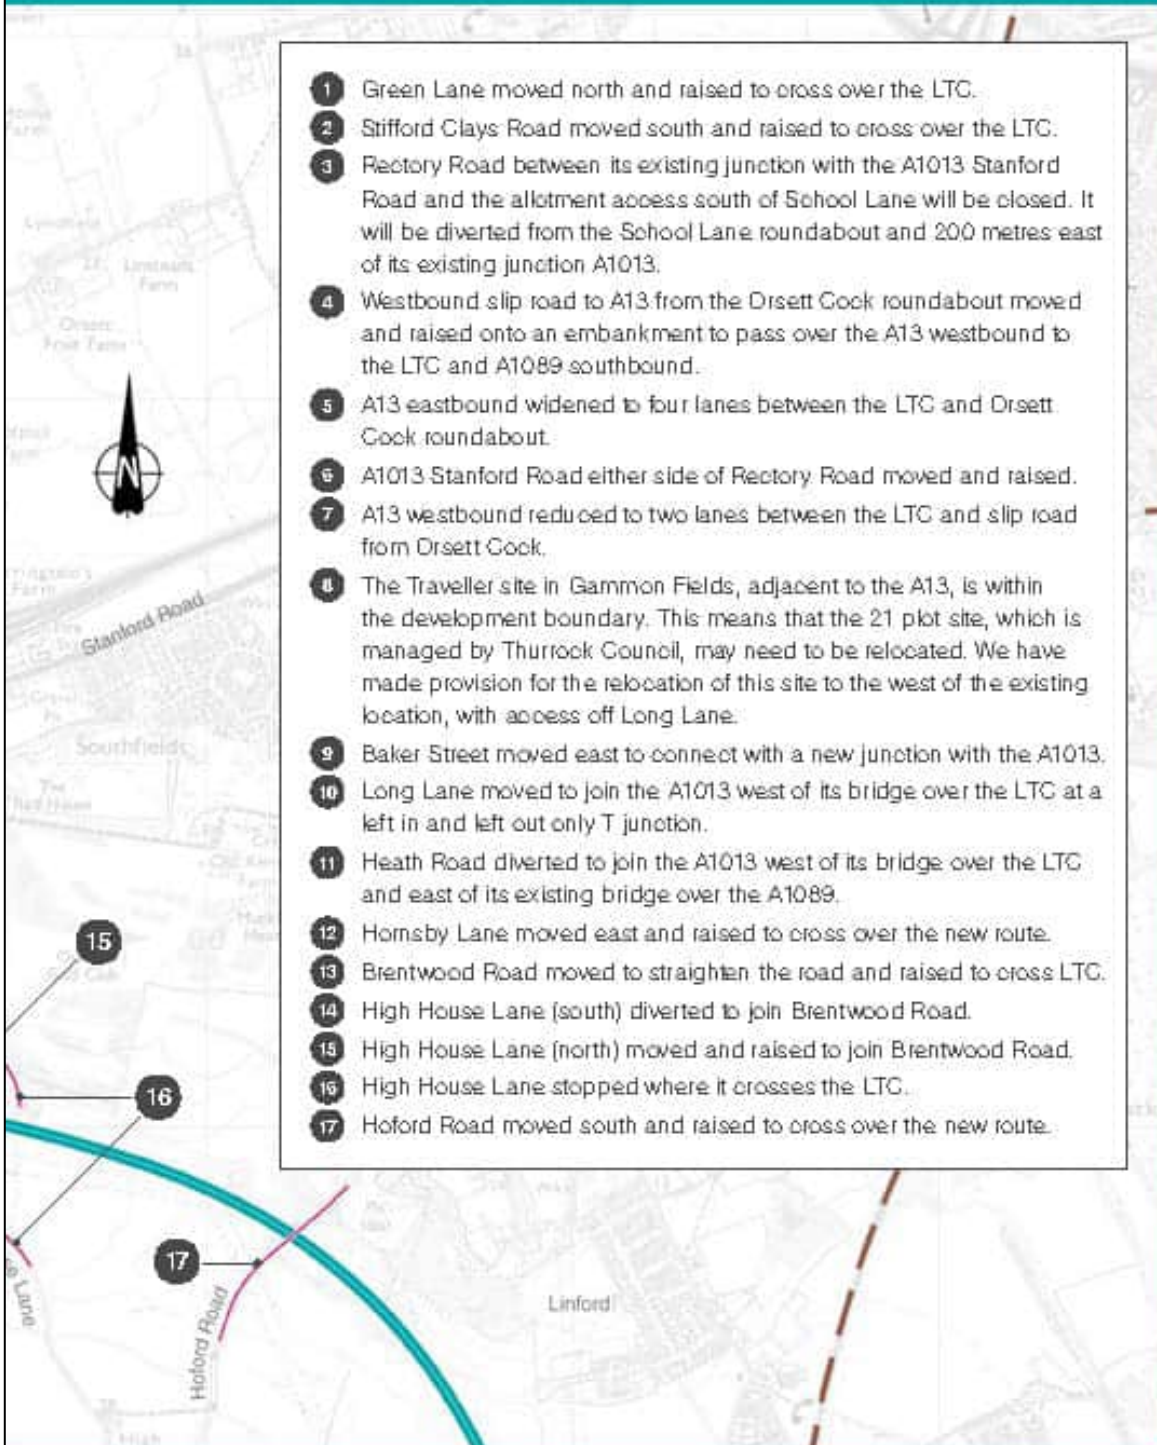 1 Green Lane moved north and raised to cross over the LTC.
2 Stifford Clays Road moved south and raised to cross over the LTC.
3 Rectory Road between its existing junction with the A1013 Stanford
Road and the allotment access south of School Lane will be closed. It
will be diverted from the School Lane roundabout and 200 metres east
of its existing junction A1013.
4 Westbound slip road to A13 from the Orsett Cock roundabout moved
and raised onto an embankment to pass over the A13 westbound to
the LTC and A1089 southbound.
5 A13 eastbound widened to four lanes between the LTC and Orsett
Cock roundabout.
6 A1013 Stanford Road either side of Rectory Road moved and raised.
7 A13 westbound reduced to two lanes between the LTC and slip road
from Orsett Cock.
8 The Traveller site in Gammon Fields, adjacent to the A13, is within
the development boundary. This means that the 21 plot site, which is
managed by Thurrock Council, may need to be relocated. We have
made provision for the relocation of this site to the west of the existing
location, with access off Long Lane.
9 Baker Street moved east to connect with a new junction with the A1013.
10 Long Lane moved to join the A1013 west of its bridge over the LTC at a
left in and left out only T junction.
11 Heath Road diverted to join the A1013 west of its bridge over the LTC
and east of its existing bridge over the A1089.
12 Hornsby Lane moved east and raised to cross over the new route.
13 Brentwood Road moved to straighten the road and raised to cross LTC.
14 High House Lane (south) diverted to join Brentwood Road.
15 High House Lane (north) moved and raised to join Brentwood Road.
16 High House Lane stopped where it crosses the LTC.
17 Hoford Road moved south and raised to cross over the new route.
N
Stanford Road
Southfields
15
16
17
Lane
Hoford Road
Linford
High